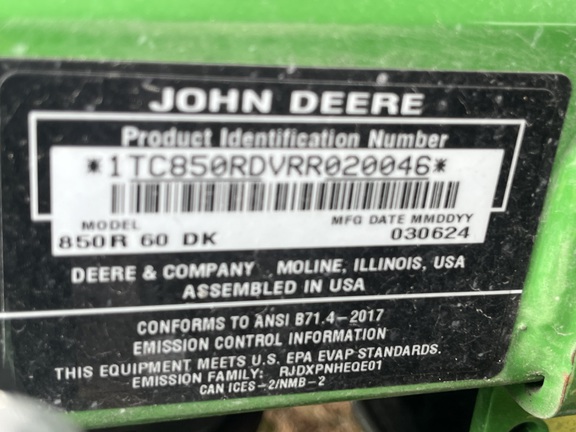 JOHN DEERE
Product Identification Number
*1TC850RDVRR020046*
MODEL MFG DATE MMDDYY
850R 60 DK 030624
DEERE & COMPANY MOLINE, ILLINOIS, USA
ASSEMBLED IN USA
CONFORMS TO ANSI B71.4-2017
EMISSION CONTROL INFORMATION
THIS EQUIPMENT MEETS U.S. EPA EVAP STANDARDS.
EMISSION FAMILY: RJDXPNHEQE01
CAN ICES-2/NMB-2